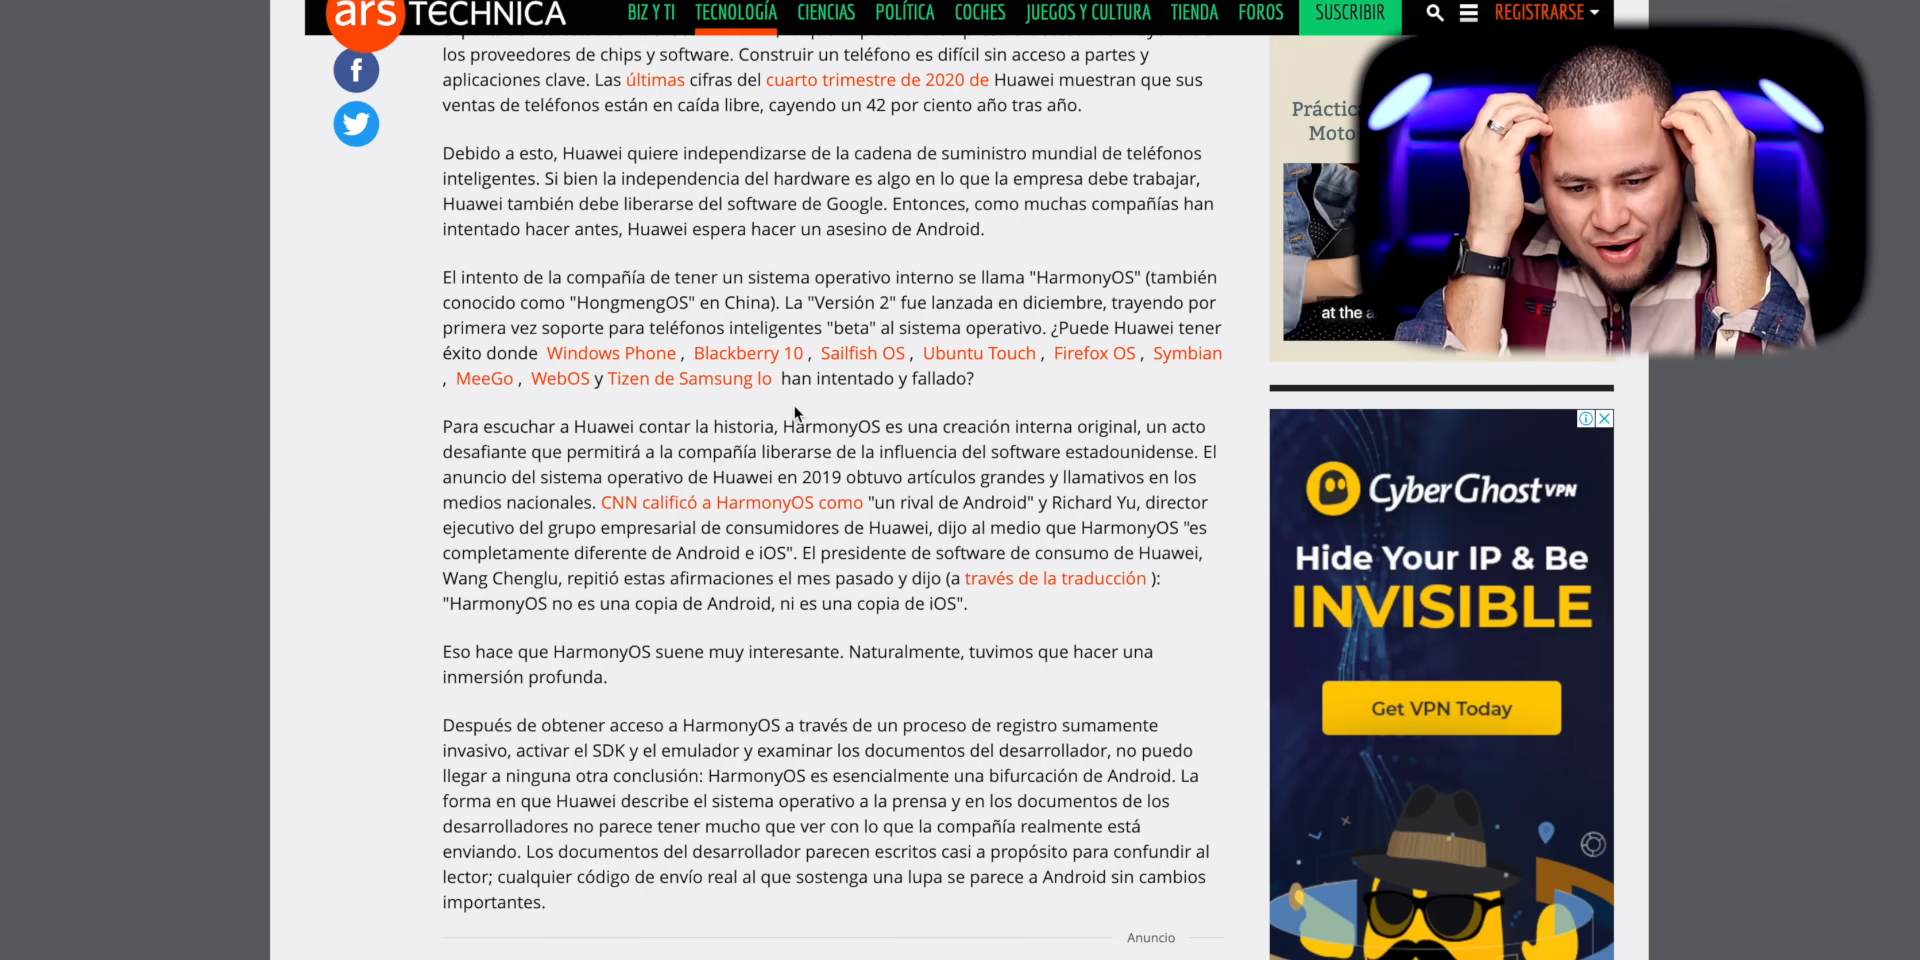 ars TECHNICA
BIZ Y TI TECNOLOGÍA CIENCIAS POLÍTICA COCHES JUEGOS Y CULTURA TIENDA FOROS SUSCRIBIR REGISTRARSE
los proveedores de chips y software. Construir un teléfono es difícil sin acceso a partes y
aplicaciones clave. Las últimas cifras del cuarto trimestre de 2020 de Huawei muestran que sus
ventas de teléfonos están en caída libre, cayendo un 42 por ciento año tras año.
Debido a esto, Huawei quiere independizarse de la cadena de suministro mundial de teléfonos
inteligentes. Si bien la independencia del hardware es algo en lo que la empresa debe trabajar,
Huawei también debe liberarse del software de Google. Entonces, como muchas compañías han
intentado hacer antes, Huawei espera hacer un asesino de Android.
El intento de la compañía de tener un sistema operativo interno se llama "HarmonyOS" (también
conocido como "HongmengOS" en China). La "Versión 2" fue lanzada en diciembre, trayendo por
primera vez soporte para teléfonos inteligentes "beta" al sistema operativo. ¿Puede Huawei tener
éxito donde Windows Phone , Blackberry 10 , Sailfish OS , Ubuntu Touch , Firefox OS , Symbian
, MeeGo , WebOS y Tizen de Samsung lo han intentado y fallado?
Para escuchar a Huawei contar la historia, HarmonyOS es una creación interna original, un acto
desafiante que permitirá a la compañía liberarse de la influencia del software estadounidense. El
anuncio del sistema operativo de Huawei en 2019 obtuvo artículos grandes y llamativos en los
medios nacionales. CNN calificó a HarmonyOS como "un rival de Android" y Richard Yu, director
ejecutivo del grupo empresarial de consumidores de Huawei, dijo al medio que HarmonyOS "es
completamente diferente de Android e iOS". El presidente de software de consumo de Huawei,
Wang Chenglu, repitió estas afirmaciones el mes pasado y dijo (a través de la traducción ):
"HarmonyOS no es una copia de Android, ni es una copia de iOS".
Eso hace que HarmonyOS suene muy interesante. Naturalmente, tuvimos que hacer una
inmersión profunda.
Después de obtener acceso a HarmonyOS a través de un proceso de registro sumamente
invasivo, activar el SDK y el emulador y examinar los documentos del desarrollador, no puedo
llegar a ninguna otra conclusión: HarmonyOS es esencialmente una bifurcación de Android. La
forma en que Huawei describe el sistema operativo a la prensa y en los documentos de los
desarrolladores no parece tener mucho que ver con lo que la compañía realmente está
enviando. Los documentos del desarrollador parecen escritos casi a propósito para confundir al
lector; cualquier código de envío real al que sostenga una lupa se parece a Android sin cambios
importantes.
Anuncio
Moto
at the
CyberGhost VPN
Hide Your IP & Be
INVISIBLE
Get VPN Today